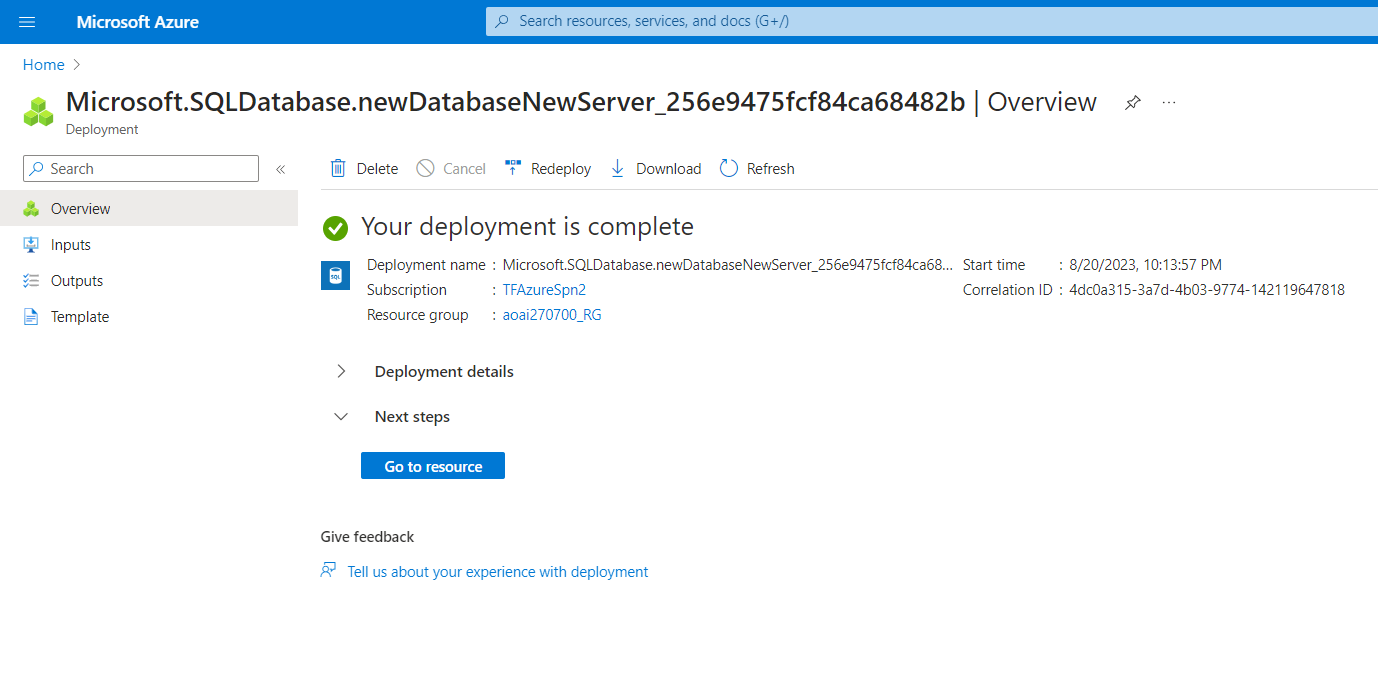 Microsoft Azure
Search resources, services, and docs (G+/)
Home
Microsoft.SQLDatabase.newDatabaseNewServer_256e9475fcf84ca68482b | Overview
Deployment
Search
Delete Cancel Redeploy Download Refresh
Overview
Inputs
Outputs
Template
Your deployment is complete
Deployment name : Microsoft.SQLDatabase.newDatabaseNewServer_256e9475fcf84ca68... Start time : 8/20/2023, 10:13:57 PM
Subscription : TFAzureSpn2 Correlation ID : 4dc0a315-3a7d-4b03-9774-142119647818
Resource group : aoai270700_RG
Deployment details
Next steps
Go to resource
Give feedback
Tell us about your experience with deployment